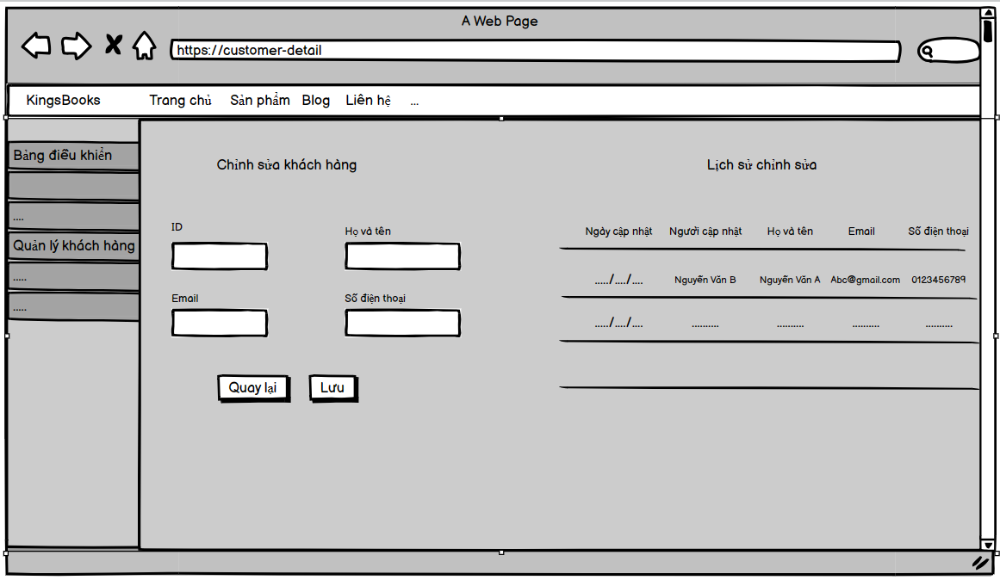 A Web Page
https://customer-detail
KingsBooks Trang chủ Sản phẩm Blog Liên hệ ...
Bảng điều khiển
....
Quản lý khách hàng
.....
.....
Chỉnh sửa khách hàng
ID Họ và tên
Email Số điện thoại
Quay lại Lưu
Lịch sử chỉnh sửa
Ngày cập nhật Người cập nhật Họ và tên Email Số điện thoại
...../..../.... Nguyễn Văn B Nguyễn Văn A Abc@gmail.com 0123456789
...../..../.... .......... .......... .......... ..........